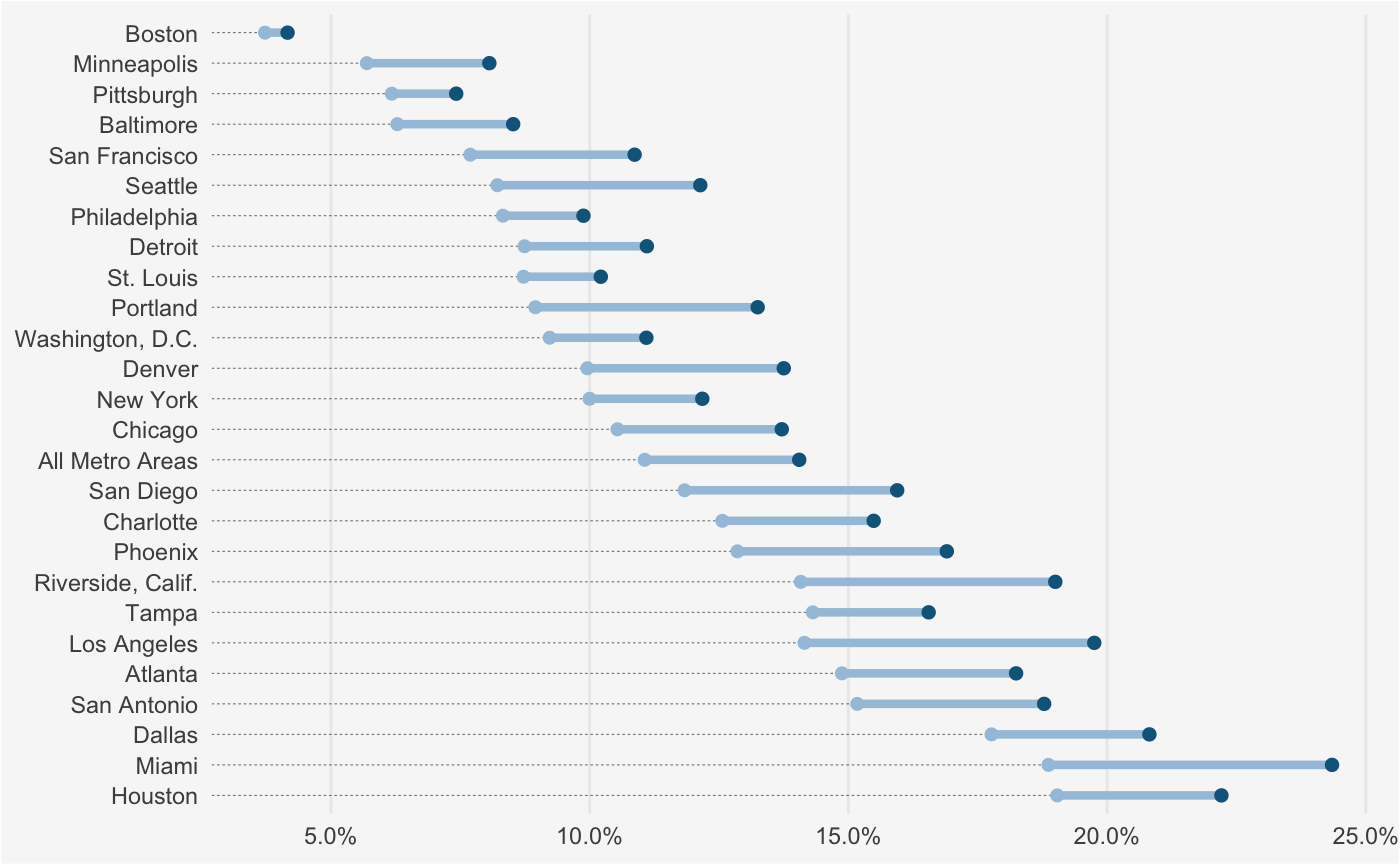 Boston
Minneapolis
Pittsburgh
Baltimore
San Francisco
Seattle
Philadelphia
Detroit
St. Louis
Portland
Washington, D.C.
Denver
New York
Chicago
All Metro Areas
San Diego
Charlotte
Phoenix
Riverside, Calif.
Tampa
Los Angeles
Atlanta
San Antonio
Dallas
Miami
Houston
5.0% 10.0% 15.0% 20.0% 25.0%